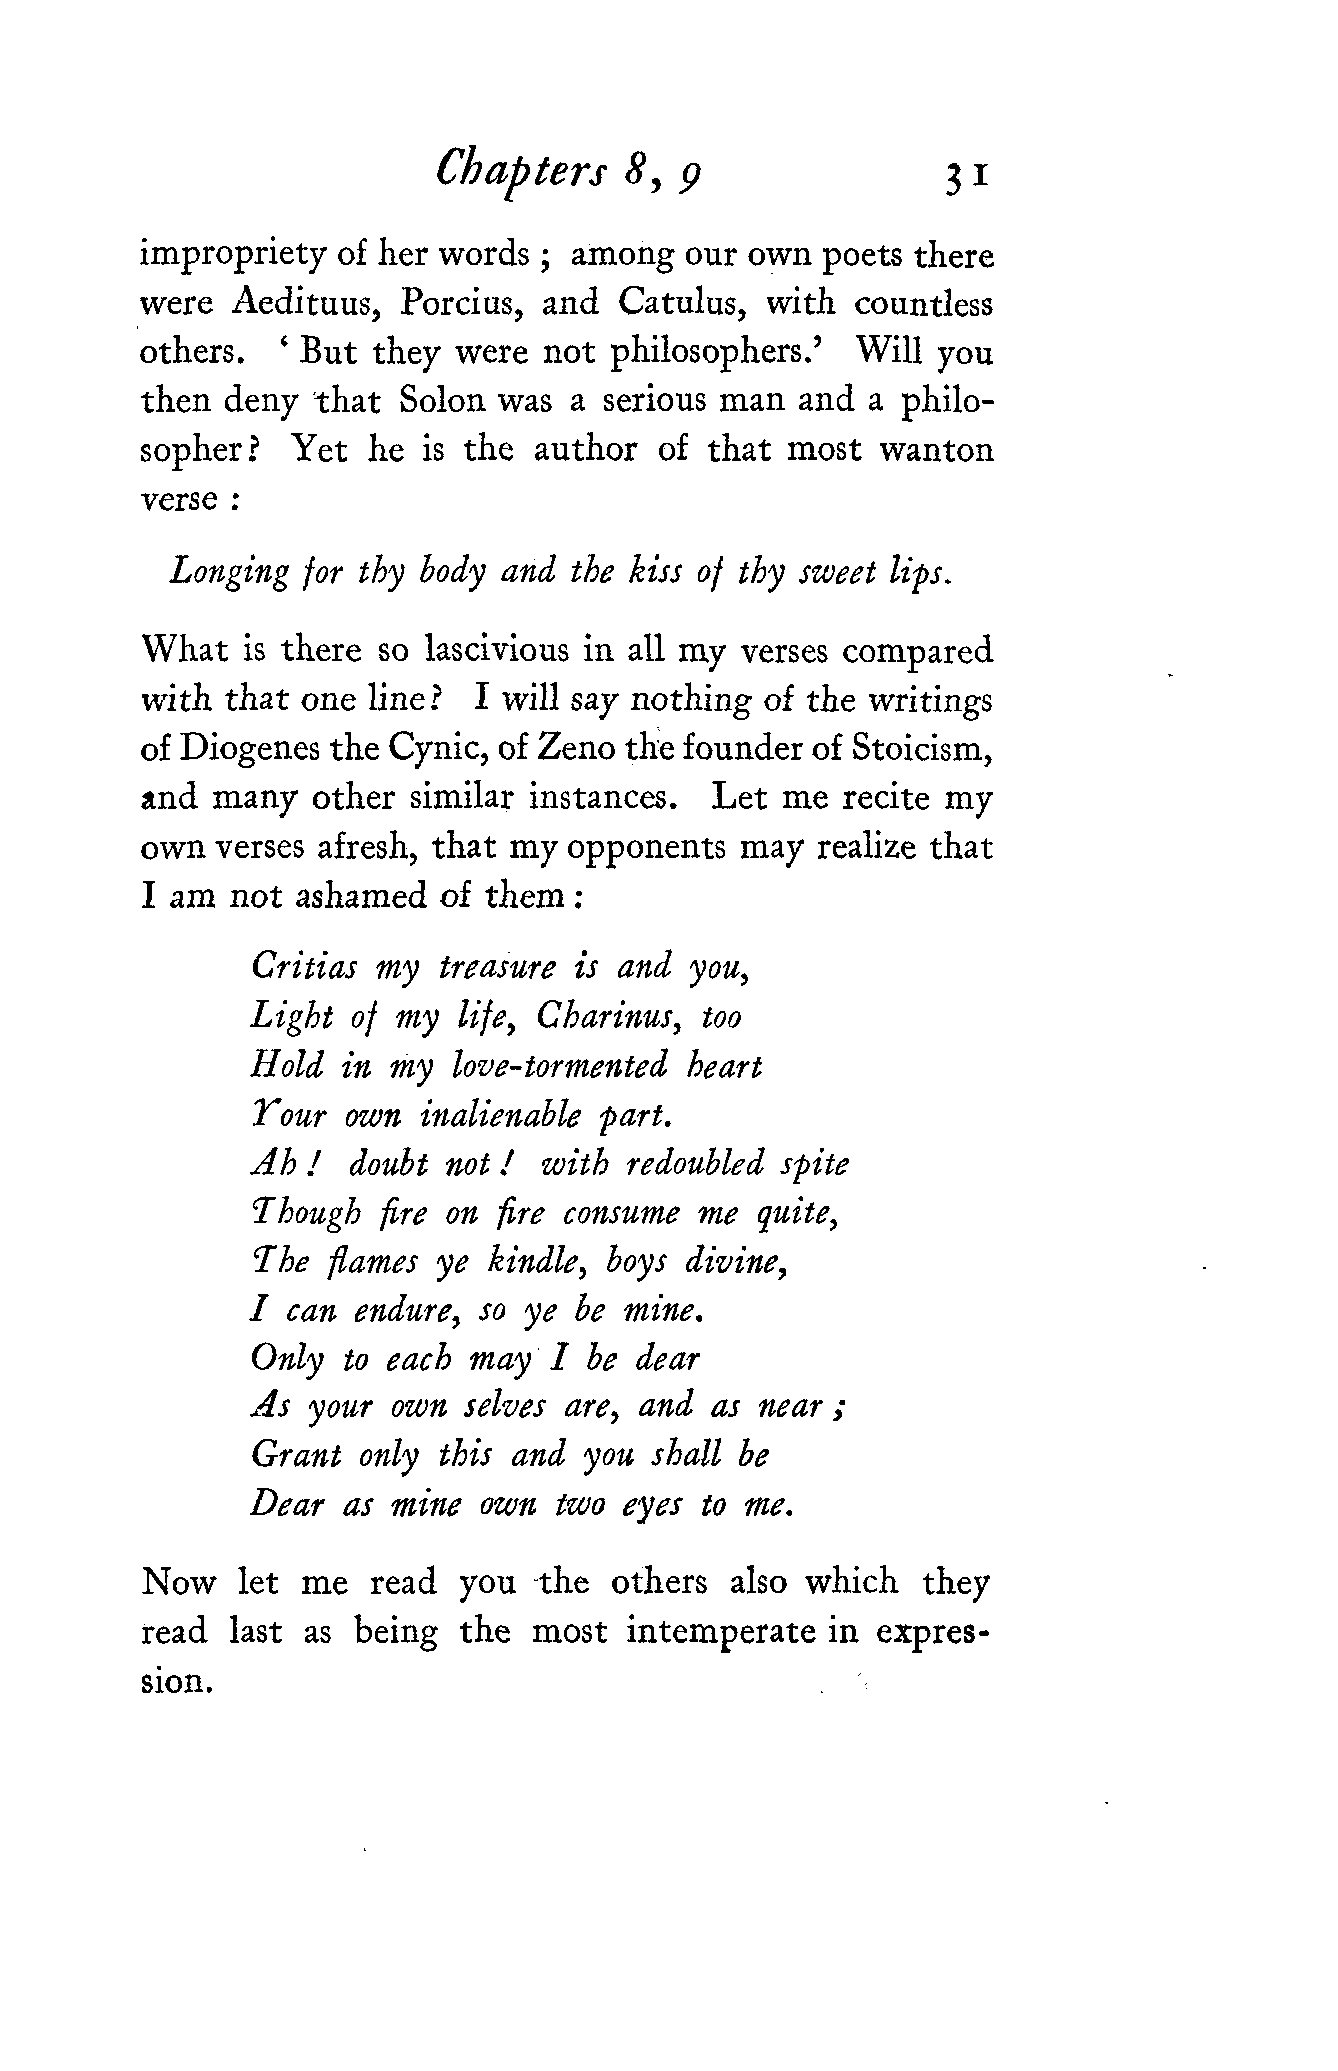 Chapters 8, 9 31
impropriety of her words ; among our own poets there
were Aedituus, Porcius, and Catulus, with countless
others. ‘ But they were not philosophers.’ Will you
then deny that Solon was a serious man and a philo-
sopher? Yet he is the author of that most wanton
verse :
Longing for thy body and the kiss of thy sweet lips.
What is there so lascivious in all my verses compared
with that one line? I will say nothing of the writings
of Diogenes the Cynic, of Zeno the founder of Stoicism,
and many other similar instances. Let me recite my
own verses afresh, that my opponents may realize that
I am not ashamed of them :
Critias my treasure is and you,
Light of my life, Charinus, too
Hold in my love-tormented heart
Your own inalienable part.
Ah ! doubt not ! with redoubled spite
Though fire on fire consume me quite,
The flames ye kindle, boys divine,
I can endure, so ye be mine.
Only to each may I be dear
As your own selves are, and as near ;
Grant only this and you shall be
Dear as mine own two eyes to me.
Now let me read you the others also which they
read last as being the most intemperate in expres-
sion.